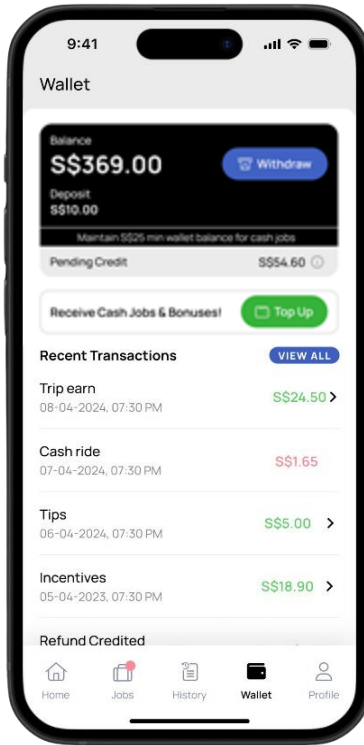 9:41
Wallet
Balance
S$369.00
Withdraw
Deposit
S$10.00
Maintain S$25 min wallet balance for cash jobs
Pending Credit S$54.60
Receive Cash Jobs & Bonuses! Top Up
Recent Transactions VIEW ALL
Trip earn
08-04-2024, 07:30 PM
S$24.50
Cash ride
07-04-2024, 07:30 PM
S$1.65
Tips
06-04-2024, 07:30 PM
S$5.00
Incentives
05-04-2023, 07:30 PM
S$18.90
Refund Credited
Home Jobs History Wallet Profile